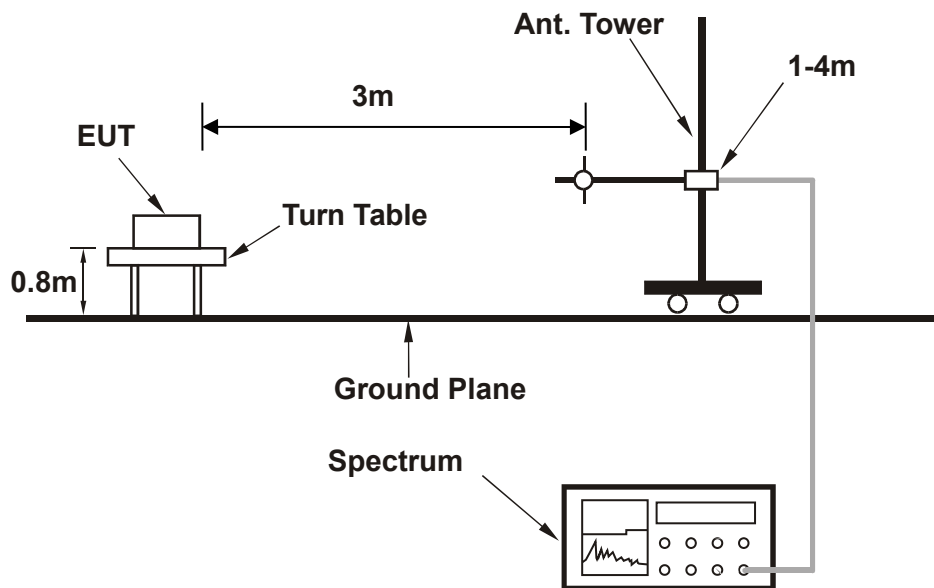 Ant. Tower
1-4m
3m
EUT
Turn Table
0.8m
Ground Plane
Spectrum